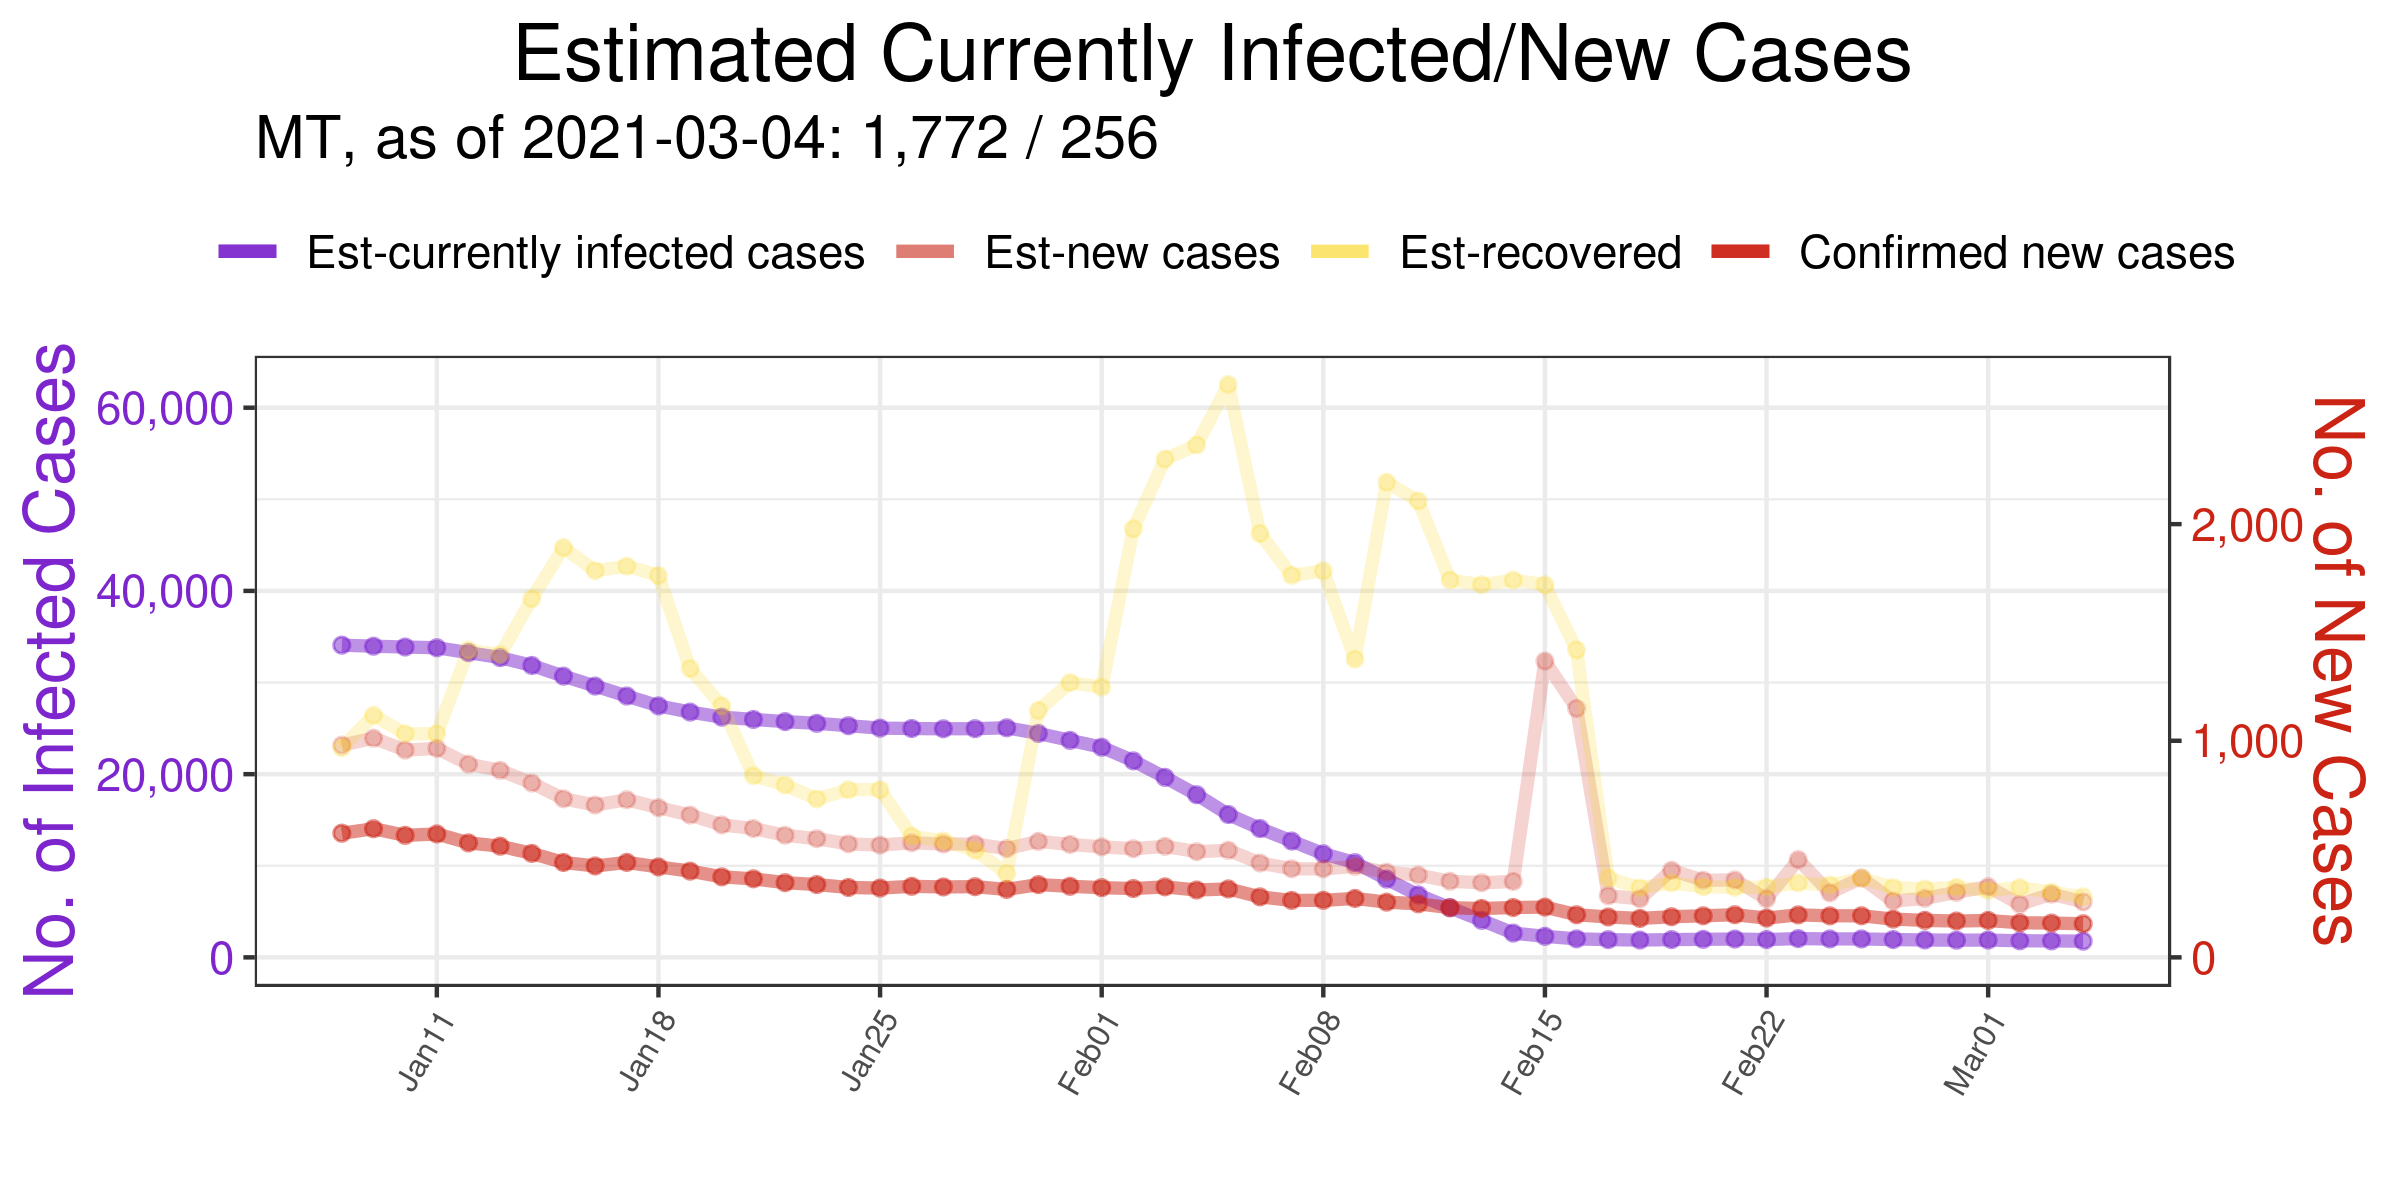 Estimated Currently Infected/New Cases
MT, as of 2021-03-04: 1,772 / 256
Est-currently infected cases Est-new cases Est-recovered Confirmed new cases
No. of Infected Cases
60,000
40,000
20,000
0
2,000
1,000
0
No. of New Cases
Jan11 Jan18 Jan25 Feb01 Feb08 Feb15 Feb22 Mar01